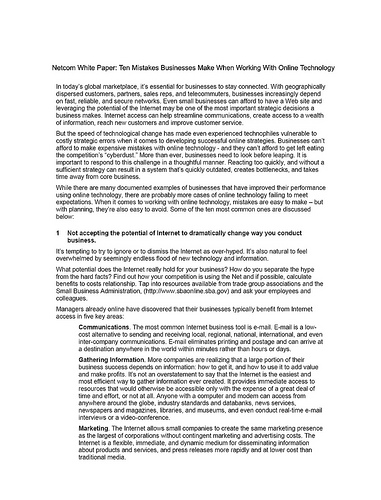 Netcom White Paper: Ten Mistakes Businesses Make When Working With Online Technology
In today's global marketplace, it's essential for businesses to stay connected. With geographically
dispersed customers, partners, sales reps, and telecommuters, businesses increasingly depend
on fast, reliable, and secure networks. Even small businesses can afford to have a Web site and
leveraging the potential of the Internet may be one of the most important strategic decisions a
business makes. Internet access can help streamline communications, create access to a wealth
of information, reach new customers and improve customer service.
But the speed of technological change has made even experienced technophiles vulnerable to
costly strategic errors when it comes to developing successful online strategies. Businesses can't
afford to make expensive mistakes with online technology - and they can't afford to get left eating
the competition's "cyberdust." More than ever, businesses need to look before leaping. It is
important to respond to this challenge in a thoughtful manner. Reacting too quickly, and without a
sufficient strategy can result in a system that's quickly outdated, creates bottlenecks, and takes
time away from core business.
While there are many documented examples of businesses that have improved their performance
using online technology, there are probably more cases of online technology failing to meet
expectations. When it comes to working with online technology, mistakes are easy to make – but
with planning, they're also easy to avoid. Some of the ten most common ones are discussed
below:
1 Not accepting the potential of Internet to dramatically change way you conduct
business.
It's tempting to try to ignore or to dismiss the Internet as over-hyped. It's also natural to feel
overwhelmed by seemingly endless flood of new technology and information.
What potential does the Internet really hold for your business? How do you separate the hype
from the hard facts? Find out how your competition is using the Net and if possible, calculate
benefits to costs relationship. Tap into resources available from trade group associations and the
Small Business Administration, (http://www.sbaonline.sba.gov) and ask your employees and
colleagues.
Managers already online have discovered that their businesses typically benefit from Internet
access in five key areas:
Communications. The most common Internet business tool is e-mail. E-mail is a low-
cost alternative to sending and receiving local, regional, national, international, and even
inter-company communications. E-mail eliminates printing and postage and can arrive at
a destination anywhere in the world within minutes rather than hours or days.
Gathering Information. More companies are realizing that a large portion of their
business success depends on information: how to get it, and how to use it to add value
and make profits. It's not an overstatement to say that the Internet is the easiest and
most efficient way to gather information ever created. It provides immediate access to
resources that would otherwise be accessible only with the expense of a great deal of
time and effort, or not at all. Anyone with a computer and modem can access from
anywhere around the globe, industry standards and databanks, news services,
newspapers and magazines, libraries, and museums, and even conduct real-time e-mail
interviews or a video-conference.
Marketing. The Internet allows small companies to create the same marketing presence
as the largest of corporations without contingent marketing and advertising costs. The
Internet is a flexible, immediate, and dynamic medium for disseminating information
about products and services, and press releases more rapidly and at lower cost than
traditional media.